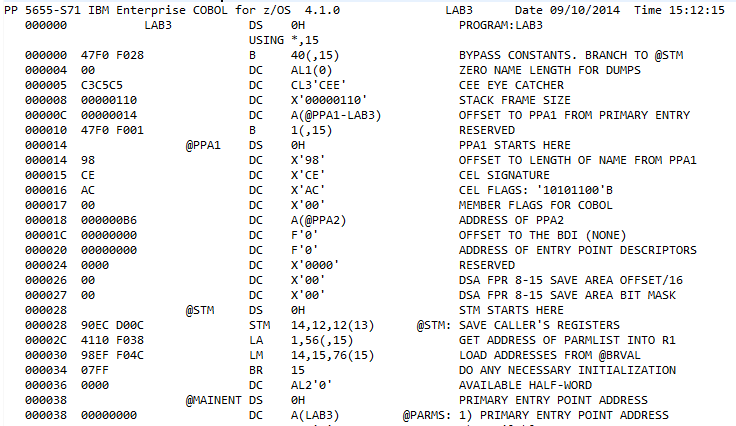 PP 5655-S71 IBM Enterprise COBOL for z/OS  4.1.0               LAB3      Date 09/10/2014  Time 15:12:15
000000           LAB3       DS    0H                       PROGRAM:LAB3
                            USING *,15
000000  47F0 F028           B     40(,15)                  BYPASS CONSTANTS. BRANCH TO @STM
000004  00                  DC    AL1(0)                   ZERO NAME LENGTH FOR DUMPS
000005  C3C5C5              DC    CL3'CEE'                 CEE EYE CATCHER
000008  00000110            DC    X'00000110'              STACK FRAME SIZE
00000C  00000014            DC    A(@PPA1-LAB3)            OFFSET TO PPA1 FROM PRIMARY ENTRY
000010  47F0 F001           B     1(,15)                   RESERVED
000014               @PPA1  DS    0H                       PPA1 STARTS HERE
000014  98                  DC    X'98'                    OFFSET TO LENGTH OF NAME FROM PPA1
000015  CE                  DC    X'CE'                    CEL SIGNATURE
000016  AC                  DC    X'AC'                    CEL FLAGS: '10101100'B
000017  00                  DC    X'00'                    MEMBER FLAGS FOR COBOL
000018  000000B6            DC    A(@PPA2)                 ADDRESS OF PPA2
00001C  00000000            DC    F'0'                     OFFSET TO THE BDI (NONE)
000020  00000000            DC    F'0'                     ADDRESS OF ENTRY POINT DESCRIPTORS
000024  0000                DC    X'0000'                  RESERVED
000026  00                  DC    X'00'                    DSA FPR 8-15 SAVE AREA OFFSET/16
000027  00                  DC    X'00'                    DSA FPR 8-15 SAVE AREA BIT MASK
000028               @STM   DS    0H                       STM STARTS HERE
000028  90EC D00C           STM   14,12,12(13)       @STM: SAVE CALLER'S REGISTERS
00002C  4110 F038           LA    1,56(,15)                GET ADDRESS OF PARMLIST INTO R1
000030  98EF F04C           LM    14,15,76(15)             LOAD ADDRESSES FROM @BRVAL
000034  07FF                BR    15                       DO ANY NECESSARY INITIALIZATION
000036  0000                DC    AL2'0'                   AVAILABLE HALF-WORD
000038               @MAINENT DS  0H                       PRIMARY ENTRY POINT ADDRESS
000038  00000000            DC    A(LAB3)          @PARMS: 1) PRIMARY ENTRY POINT ADDRESS